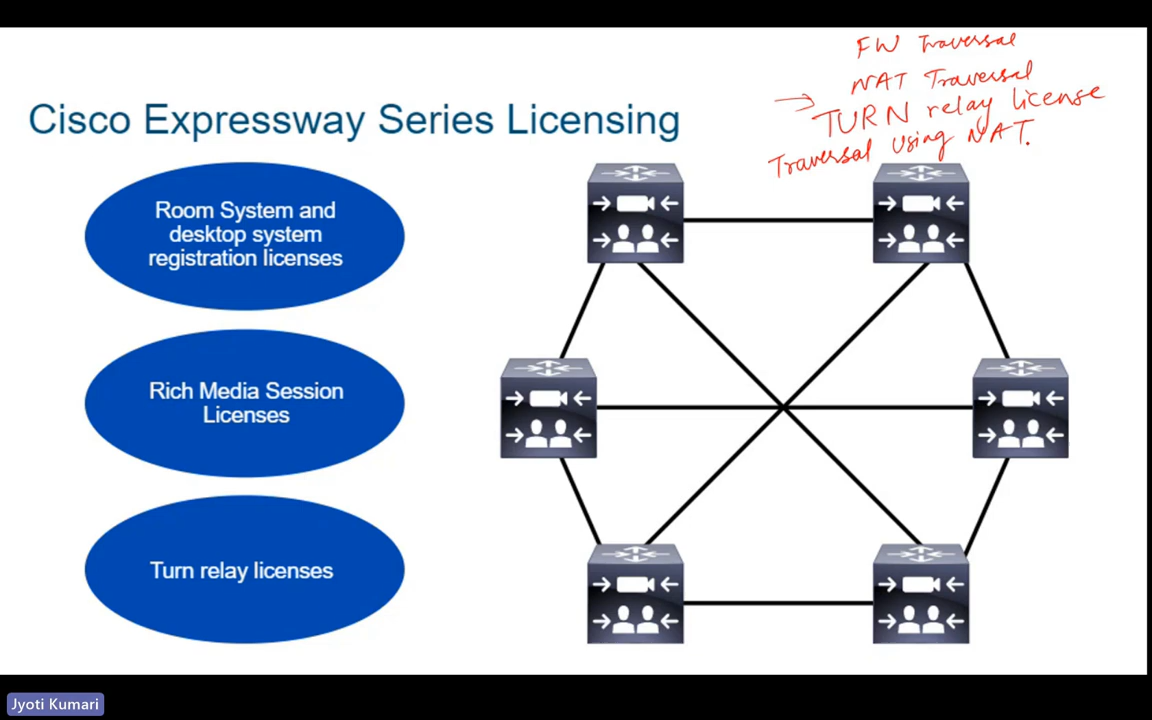 FW Traversal
NAT Traversal
→ TURN relay license
Traversal Using NAT.
Cisco Expressway Series Licensing
Room System and
desktop system
registration licenses
Rich Media Session
Licenses
Turn relay licenses
Jyoti Kumari